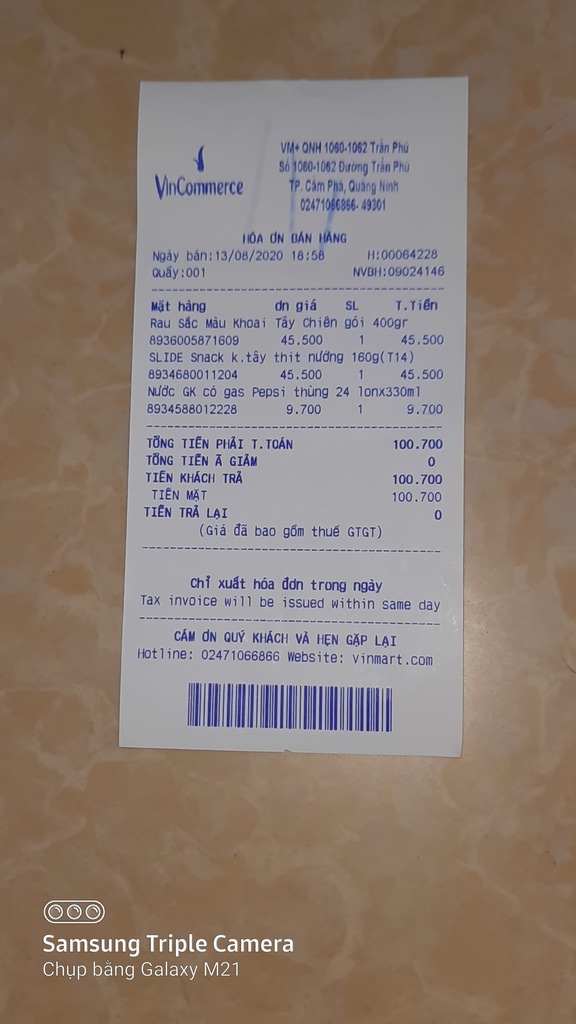 VinCommerce
VM+ QNH 1060-1062 Trần Phú
Số 1060-1062 Đường Trần Phú
TP. Cẩm Phả, Quảng Ninh
02471066866- 49301
HÓA ĐƠN BÁN HÀNG
Ngày bán:13/08/2020 18:58 H:00064228
Quầy:001 NVBH:09024146
Mặt hàng đn giá SL T.Tiền
Rau Sắc Màu Khoai Tây Chiên gói 400gr
8936005871609 45.500 1 45.500
SLIDE Snack k.tây thịt nướng 160g(T14)
8934680011204 45.500 1 45.500
Nước GK có gas Pepsi thùng 24 lonx330ml
8934588012228 9.700 1 9.700
TỔNG TIỀN PHẢI T.TOÁN 100.700
TỔNG TIỀN Ã GIẢM 0
TIỀN KHÁCH TRẢ 100.700
TIỀN MẶT 100.700
TIỀN TRẢ LẠI 0
(Giá đã bao gồm thuế GTGT)
Chỉ xuất hóa đơn trong ngày
Tax invoice will be issued within same day
CẢM ƠN QUÝ KHÁCH VÀ HẸN GẶP LẠI
Hotline: 02471066866 Website: vinmart.com
Samsung Triple Camera
Chụp bằng Galaxy M21